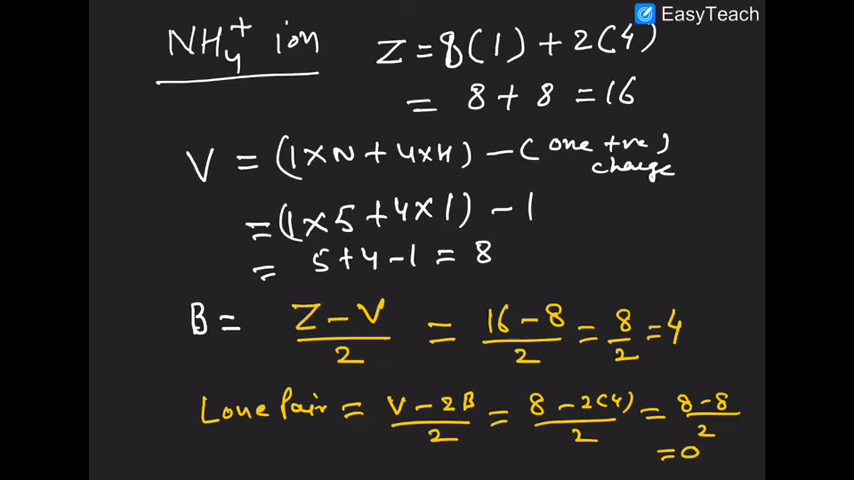 EasyTeach
NH₄⁺ ion
Z = 8(1) + 2(4)
= 8 + 8 = 16
V = (1×N + 4×H) - (one +ve) charge
= (1×5 + 4×1) - 1
= 5 + 4 - 1 = 8
B = Z - V / 2 = 16 - 8 / 2 = 8 / 2 = 4
Lone Pair = V - 2B / 2 = 8 - 2(4) / 2 = 8 - 8 / 2
= 0